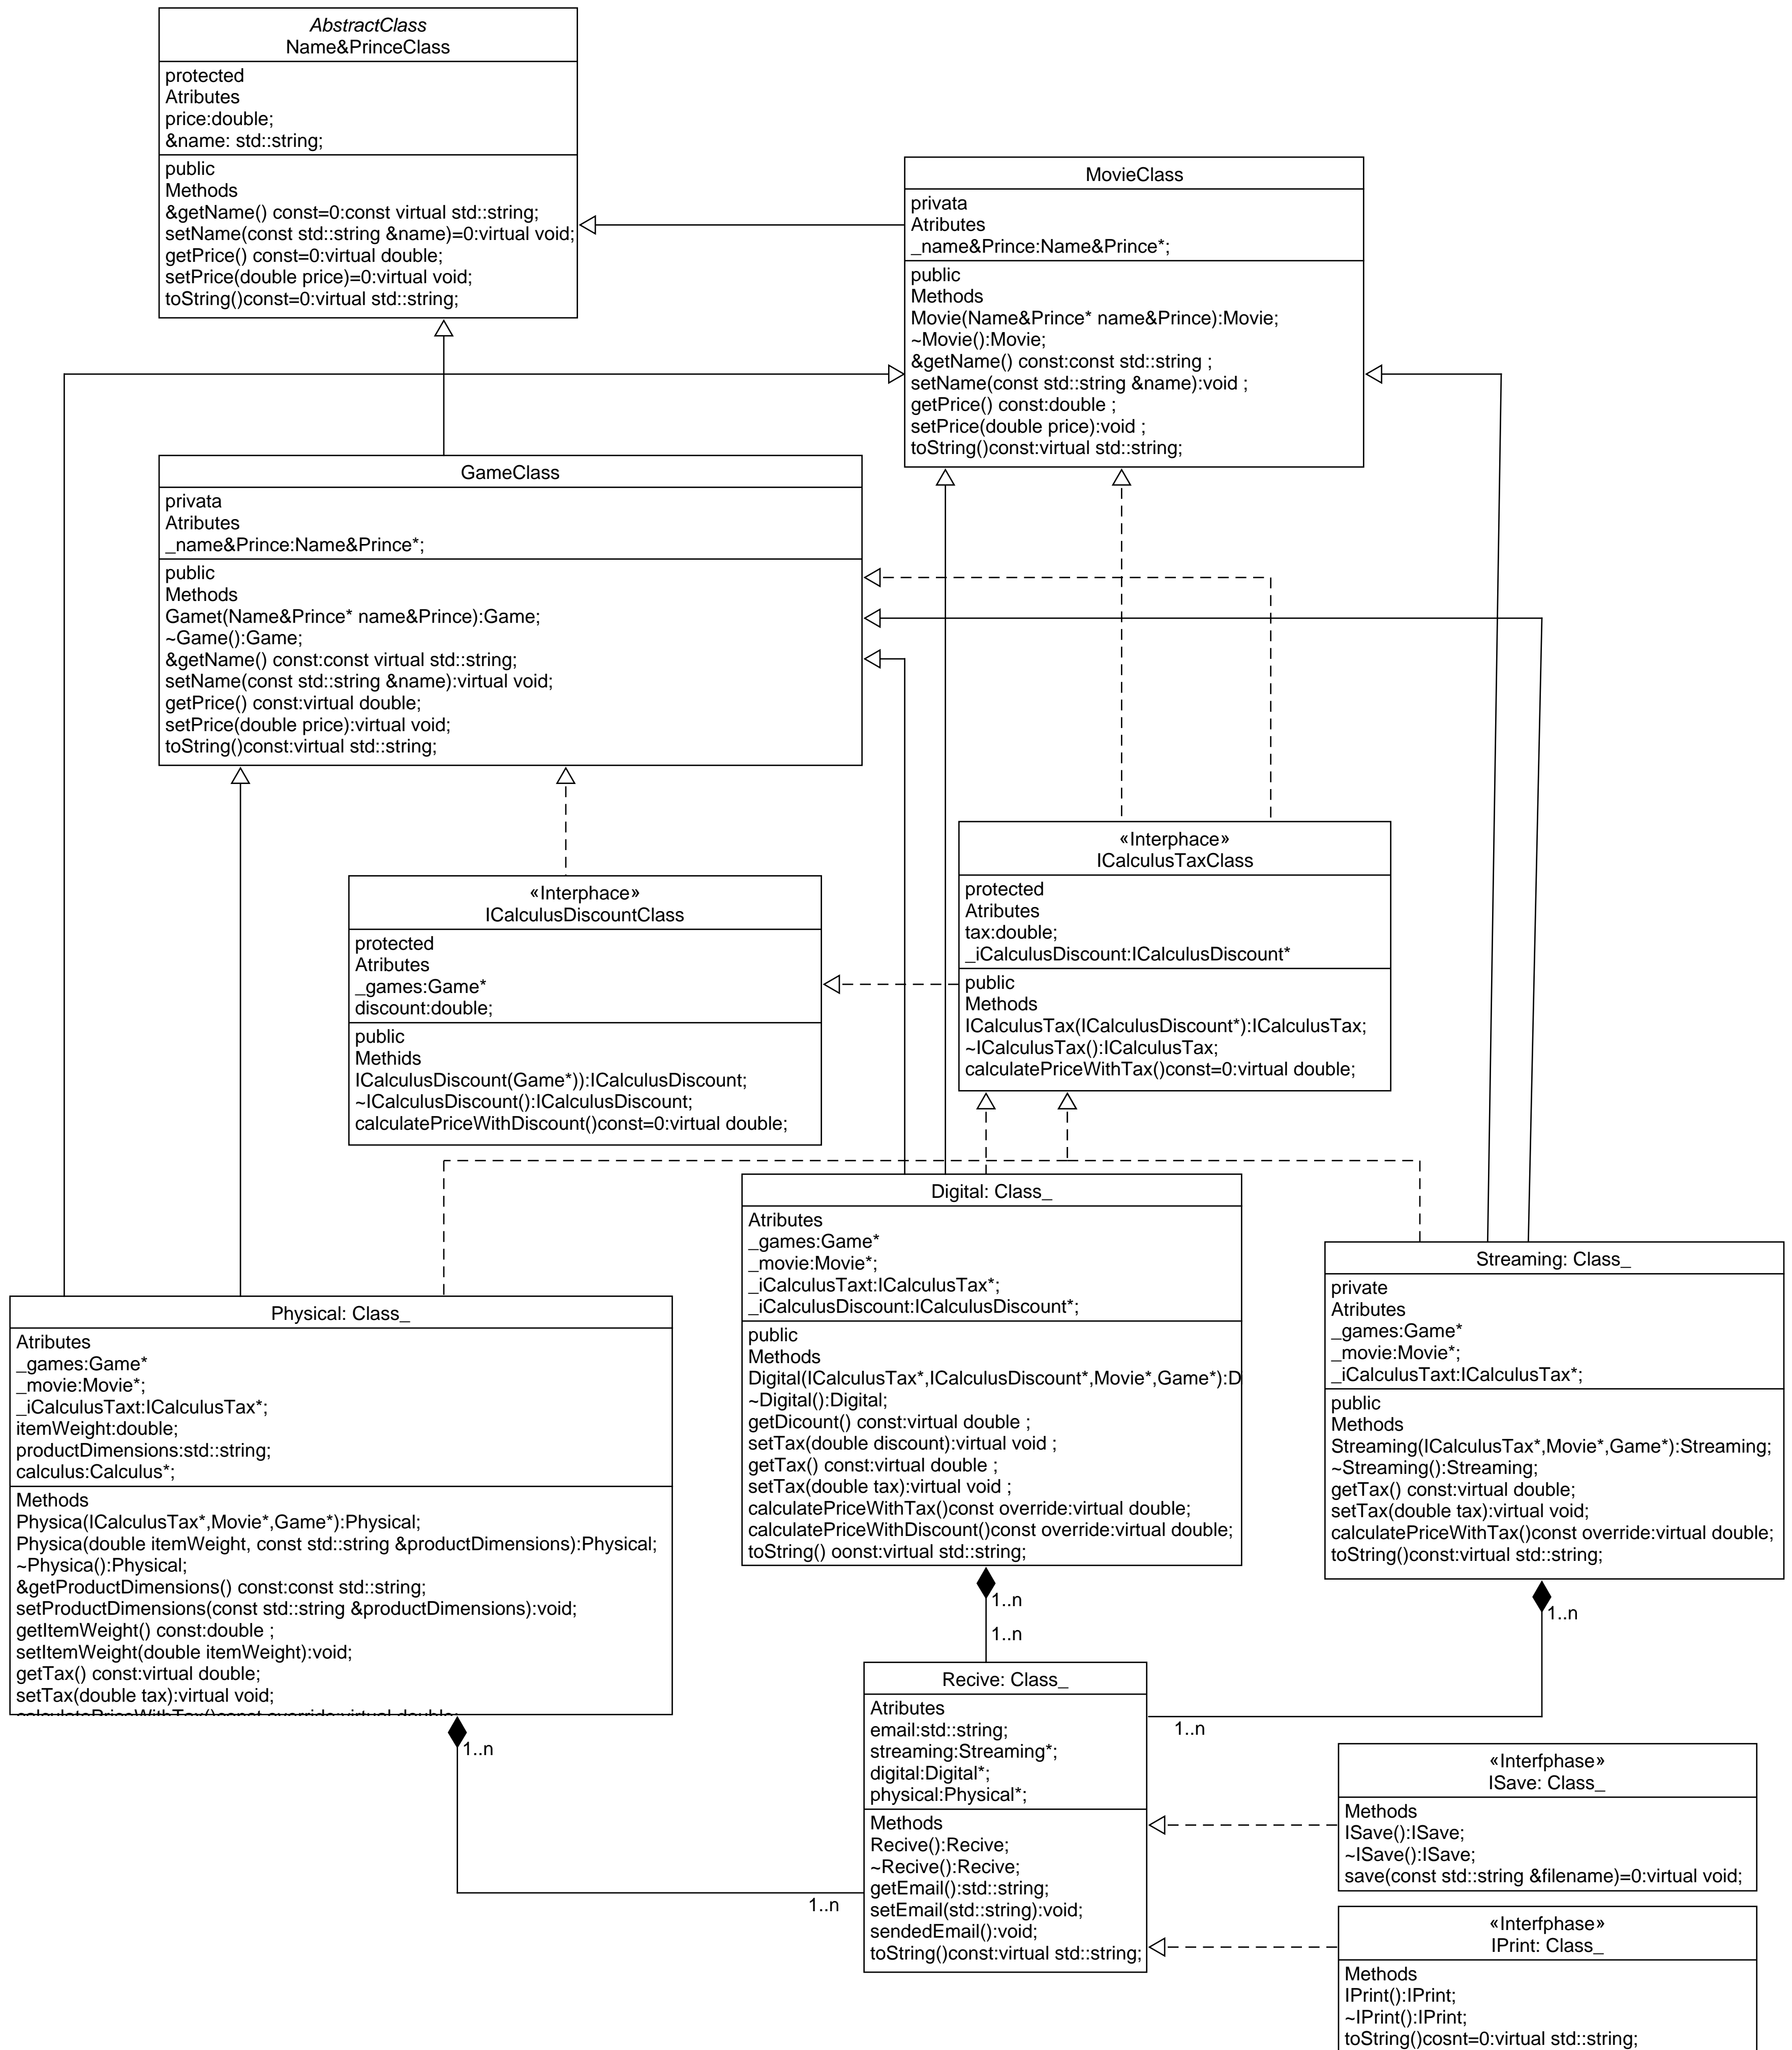 AbstractClass
Name&PrinceClass
protected
Atributes
price:double;
&name: std::string;
public
Methods
&getName() const=0:const virtual std::string;
setName(const std::string &name)=0:virtual void;
getPrice() const=0:virtual double;
setPrice(double price)=0:virtual void;
toString()const=0:virtual std::string;
MovieClass
privata
Atributes
_name&Prince:Name&Prince*;
public
Methods
Movie(Name&Prince* name&Prince):Movie;
~Movie():Movie;
&getName() const:const std::string ;
setName(const std::string &name):void ;
getPrice() const:double ;
setPrice(double price):void ;
toString()const:virtual std::string;
GameClass
privata
Atributes
_name&Prince:Name&Prince*;
public
Methods
Gamet(Name&Prince* name&Prince):Game;
~Game():Game;
&getName() const:const virtual std::string;
setName(const std::string &name):virtual void;
getPrice() const:virtual double;
setPrice(double price):virtual void;
toString()const:virtual std::string;
«Interphace»
ICalculusTaxClass
protected
Atributes
tax:double;
_iCalculusDiscount:ICalculusDiscount*
public
Methods
ICalculusTax(ICalculusDiscount*):ICalculusTax;
~ICalculusTax():ICalculusTax;
calculatePriceWithTax()const=0:virtual double;
«Interphace»
ICalculusDiscountClass
protected
Atributes
_games:Game*
discount:double;
public
Methids
ICalculusDiscount(Game*)):ICalculusDiscount;
~ICalculusDiscount():ICalculusDiscount;
calculatePriceWithDiscount()const=0:virtual double;
Digital: Class_
Atributes
_games:Game*
_movie:Movie*;
_iCalculusTaxt:ICalculusTax*;
_iCalculusDiscount:ICalculusDiscount*;
public
Methods
Digital(ICalculusTax*,ICalculusDiscount*,Movie*,Game*):D
~Digital():Digital;
getDicount() const:virtual double ;
setTax(double discount):virtual void ;
getTax() const:virtual double ;
setTax(double tax):virtual void ;
calculatePriceWithTax()const override:virtual double;
calculatePriceWithDiscount()const override:virtual double;
toString() oonst:virtual std::string;
Streaming: Class_
private
Atributes
_games:Game*
_movie:Movie*;
_iCalculusTaxt:ICalculusTax*;
public
Methods
Streaming(ICalculusTax*,Movie*,Game*):Streaming;
~Streaming():Streaming;
getTax() const:virtual double;
setTax(double tax):virtual void;
calculatePriceWithTax()const override:virtual double;
toString()const:virtual std::string;
Physical: Class_
Atributes
_games:Game*
_movie:Movie*;
_iCalculusTaxt:ICalculusTax*;
itemWeight:double;
productDimensions:std::string;
calculus:Calculus*;
Methods
Physica(ICalculusTax*,Movie*,Game*):Physical;
Physica(double itemWeight, const std::string &productDimensions):Physical;
~Physica():Physical;
&getProductDimensions() const:const std::string;
setProductDimensions(const std::string &productDimensions):void;
getItemWeight() const:double ;
setItemWeight(double itemWeight):void;
getTax() const:virtual double;
setTax(double tax):virtual void;
calculatePriceWithTax()const override:virtual double;
1..n
1..n
1..n
1..n
1..n
1..n
Recive: Class_
Atributes
email:std::string;
streaming:Streaming*;
digital:Digital*;
physical:Physical*;
Methods
Recive():Recive;
~Recive():Recive;
getEmail():std::string;
setEmail(std::string):void;
sendedEmail():void;
toString()const:virtual std::string;
«Interfphase»
ISave: Class_
Methods
ISave():ISave;
~ISave():ISave;
save(const std::string &filename)=0:virtual void;
«Interfphase»
IPrint: Class_
Methods
IPrint():IPrint;
~IPrint():IPrint;
toString()cosnt=0:virtual std::string;